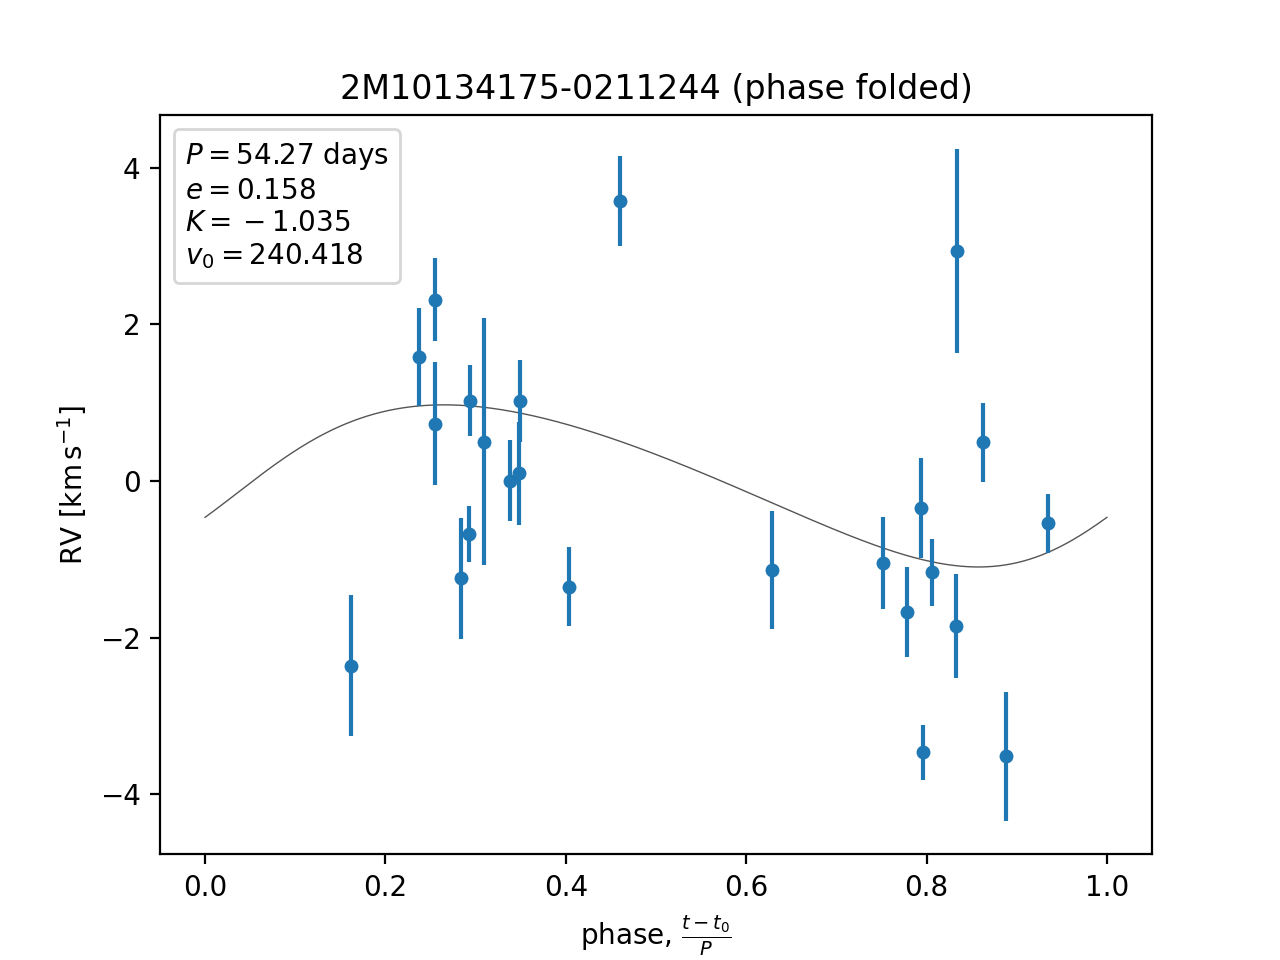 2M10134175-0211244 (phase folded)
P = 54.27 days
e = 0.158
K = −1.035
v₀ = 240.418
4
2
0
−2
−4
RV [km s⁻¹]
0.0 0.2 0.4 0.6 0.8 1.0
phase, (t − t₀)/P